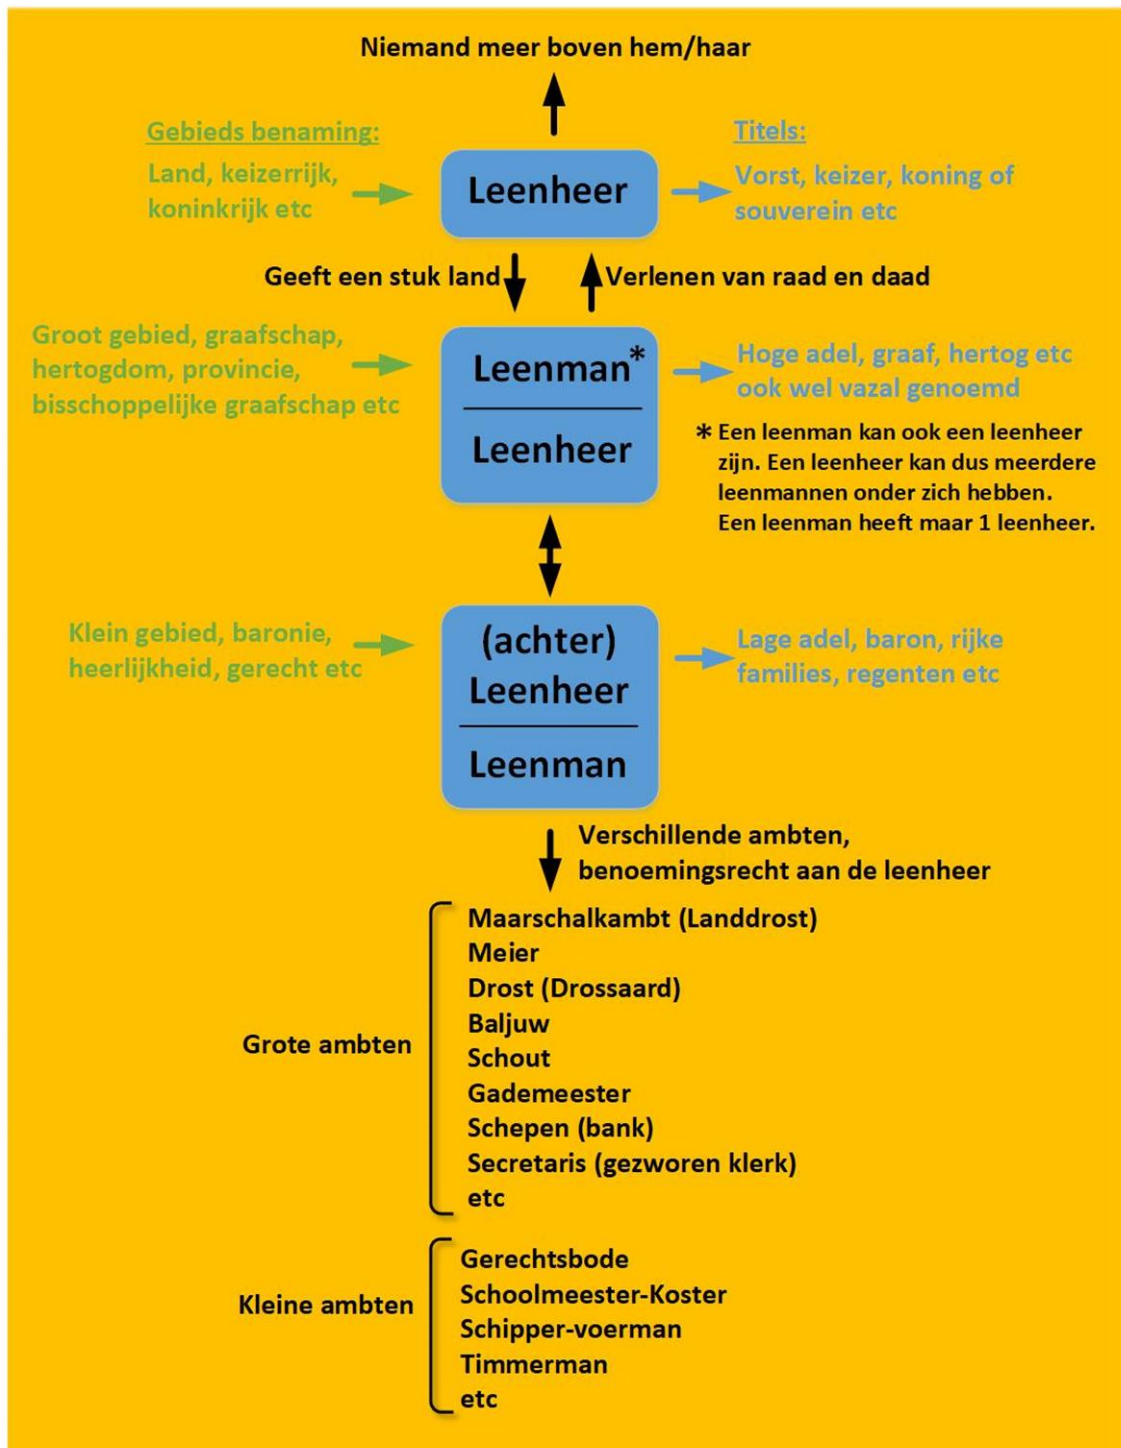 Niemand meer boven hem/haar
Gebieds benaming:
Land, keizerrijk,
koninkrijk etc
Leenheer
Titels:
Vorst, keizer, koning of
souverein etc
Geeft een stuk land
Verlenen van raad en daad
Groot gebied, graafschap,
hertogdom, provincie,
bisschoppelijke graafschap etc
Leenman*
Leenheer
Hoge adel, graaf, hertog etc
ook wel vazal genoemd
* Een leenman kan ook een leenheer
zijn. Een leenheer kan dus meerdere
leenmannen onder zich hebben.
Een leenman heeft maar 1 leenheer.
Klein gebied, baronie,
heerlijkheid, gerecht etc
(achter)
Leenheer
Leenman
Lage adel, baron, rijke
families, regenten etc
Verschillende ambten,
benoemingsrecht aan de leenheer
Grote ambten
Maarschalkambt (Landdrost)
Meier
Drost (Drossaard)
Baljuw
Schout
Gademeester
Schepen (bank)
Secretaris (gezworen klerk)
etc
Kleine ambten
Gerechtsbode
Schoolmeester-Koster
Schipper-voerman
Timmerman
etc